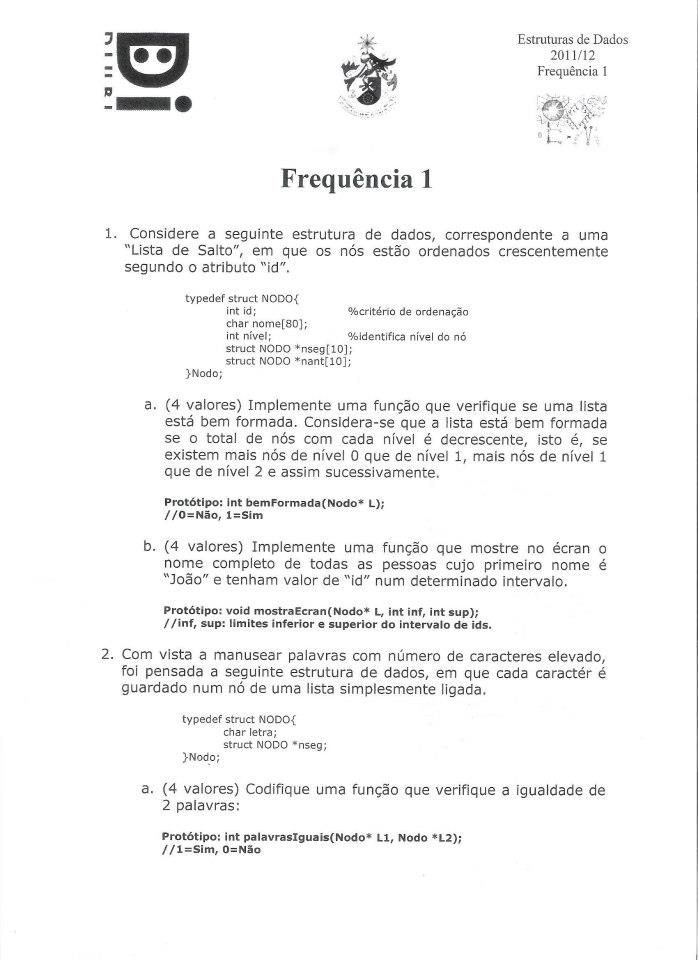 Estruturas de Dados
2011/12
Frequência 1
Frequência 1
1. Considere a seguinte estrutura de dados, correspondente a uma
"Lista de Salto", em que os nós estão ordenados crescentemente
segundo o atributo "id".
typedef struct NODO{
int id; %critério de ordenação
char nome[80];
int nível; %identifica nível do nó
struct NODO *nseg[10];
struct NODO *nant[10];
}Nodo;
a. (4 valores) Implemente uma função que verifique se uma lista
está bem formada. Considera-se que a lista está bem formada
se o total de nós com cada nível é decrescente, isto é, se
existem mais nós de nível 0 que de nível 1, mais nós de nível 1
que de nível 2 e assim sucessivamente.
Protótipo: int bemFormada(Nodo* L);
//0=Não, 1=Sim
b. (4 valores) Implemente uma função que mostre no écran o
nome completo de todas as pessoas cujo primeiro nome é
"João" e tenham valor de "id" num determinado intervalo.
Protótipo: void mostraEcran(Nodo* L, int inf, int sup);
//inf, sup: limites inferior e superior do intervalo de ids.
2. Com vista a manusear palavras com número de caracteres elevado,
foi pensada a seguinte estrutura de dados, em que cada caractér é
guardado num nó de uma lista simplesmente ligada.
typedef struct NODO{
char letra;
struct NODO *nseg;
}Nodo;
a. (4 valores) Codifique uma função que verifique a igualdade de
2 palavras:
Protótipo: int palavrasIguais(Nodo* L1, Nodo *L2);
//1=Sim, 0=Não